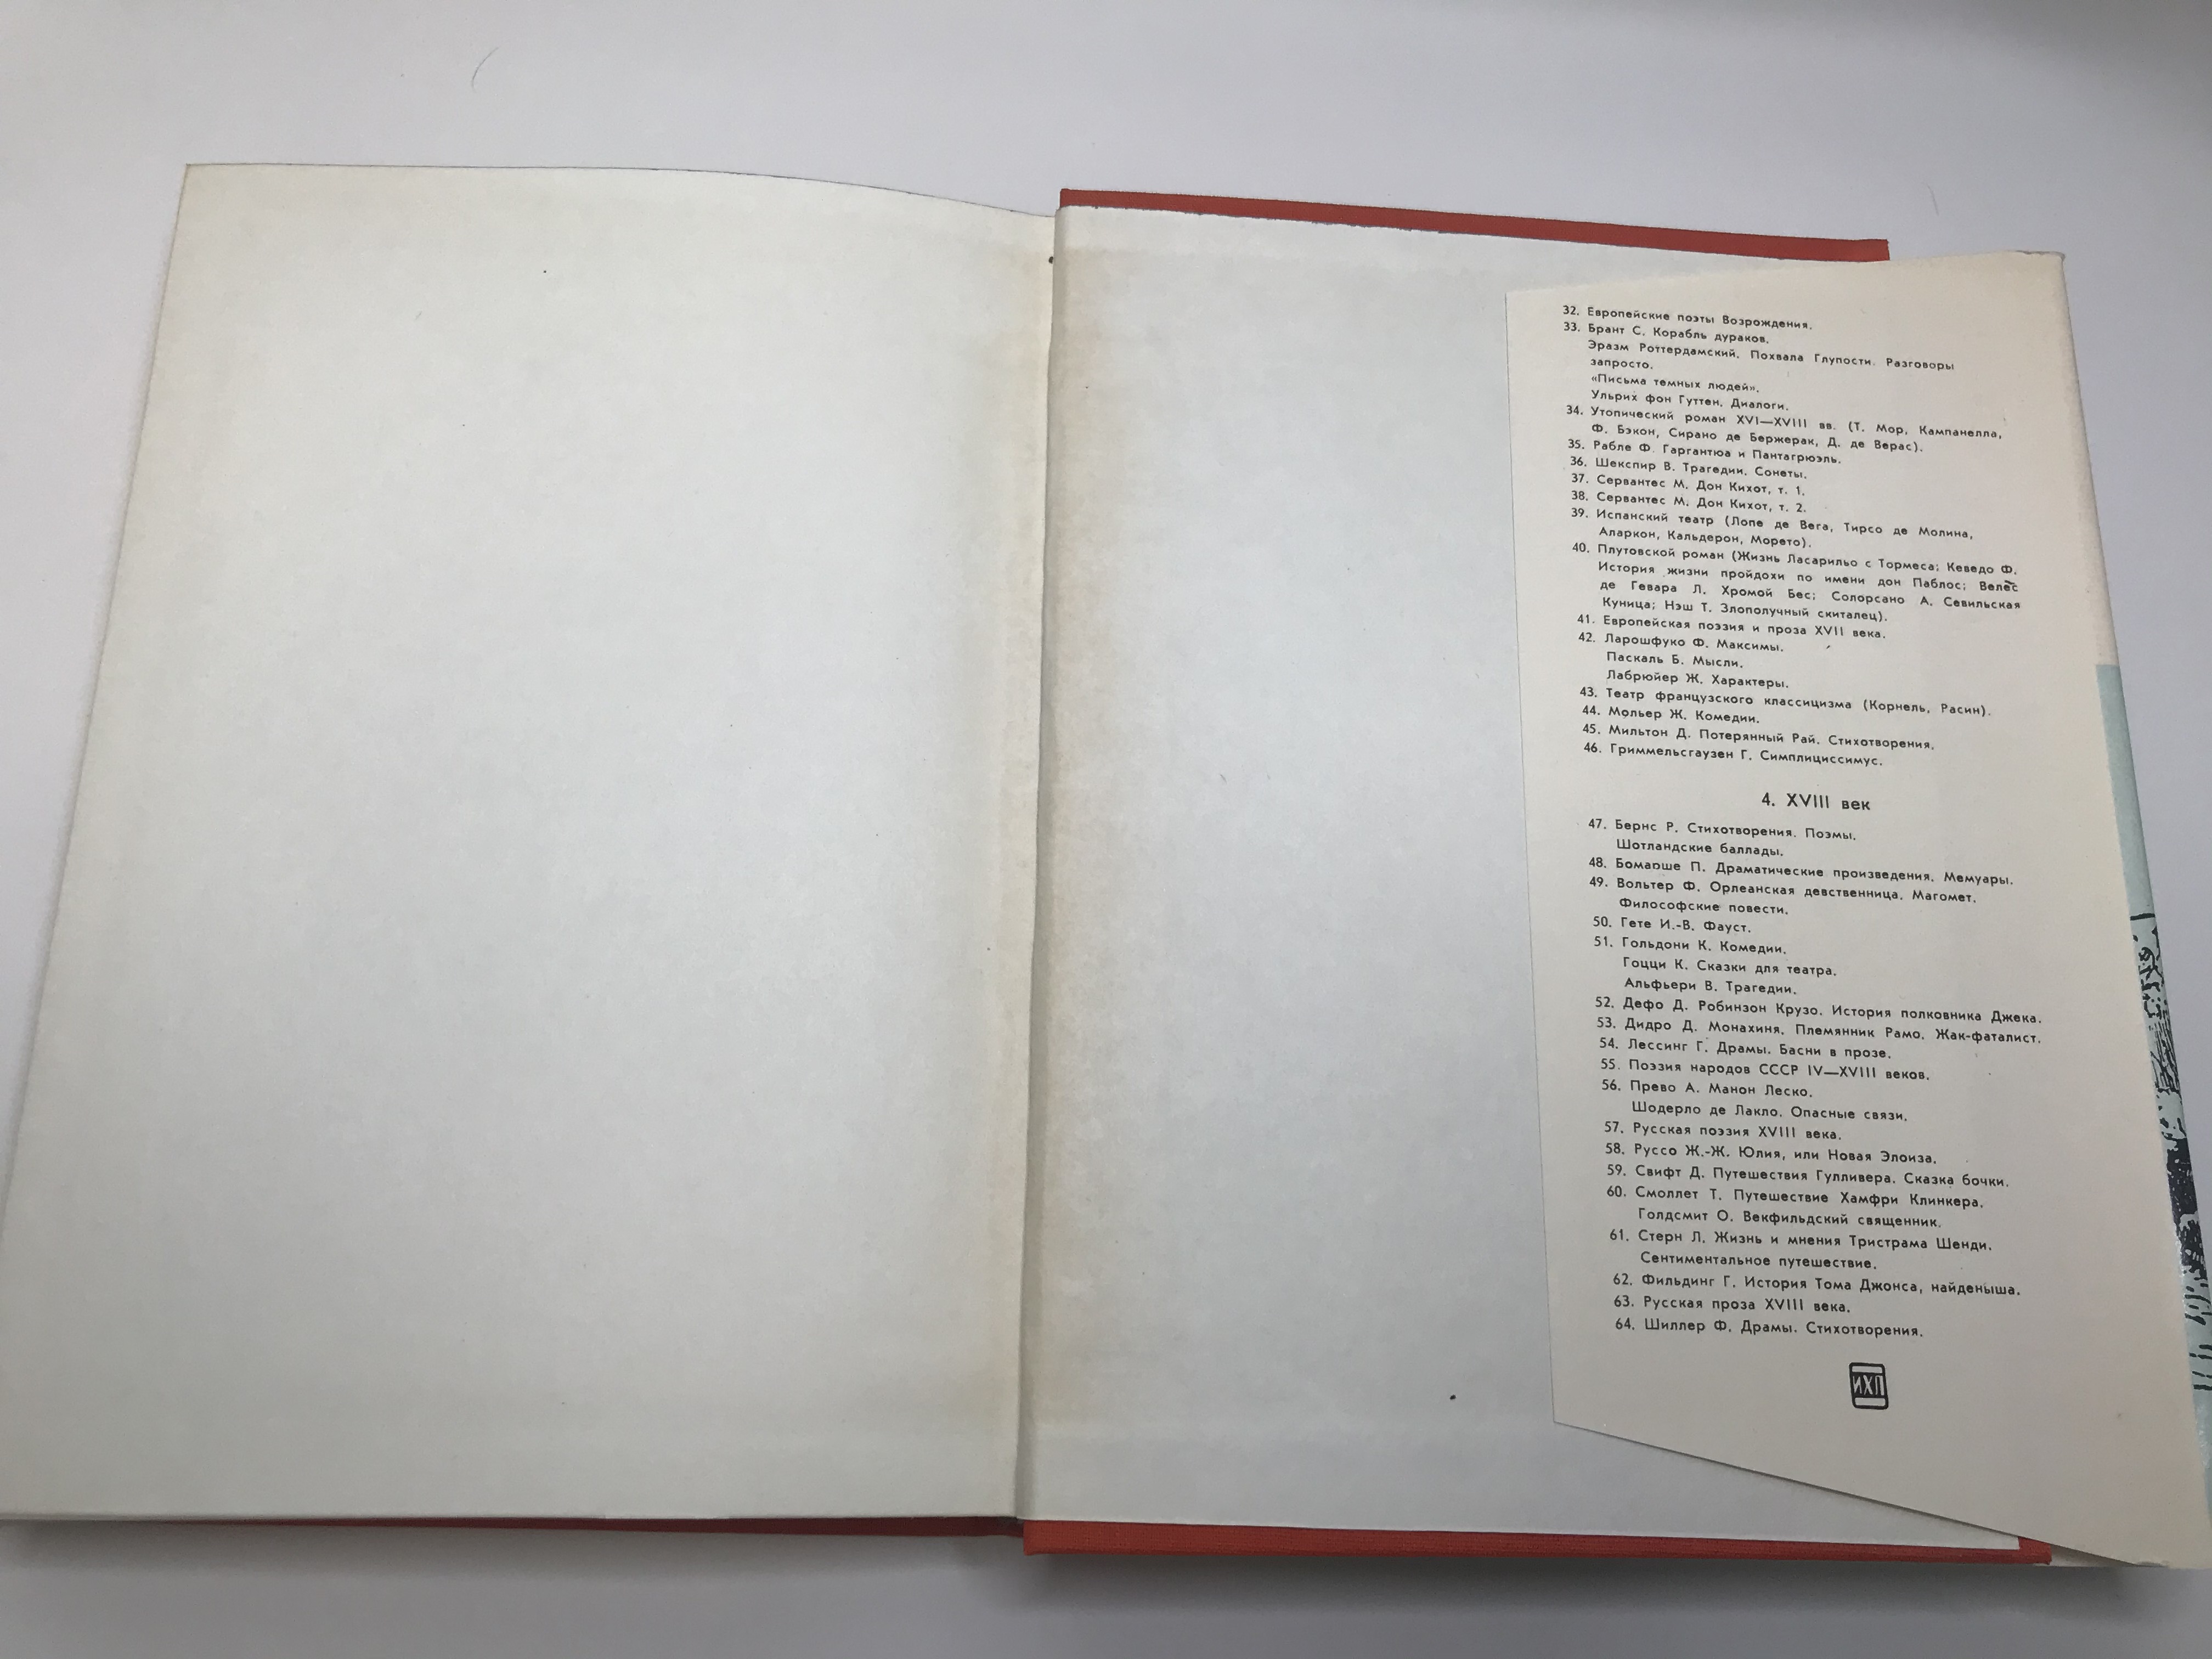 32. Европейские поэты Возрождения.
33. Брант С. Корабль дураков.
Эразм Роттердамский. Похвала Глупости. Разговоры
запросто.
«Письма темных людей».
Ульрих фон Гуттен. Диалоги.
34. Утопический роман XVI—XVIII вв. (Т. Мор, Кампанелла,
Ф. Бэкон, Сирано де Бержерак, Д. де Верас).
35. Рабле Ф. Гаргантюа и Пантагрюэль.
36. Шекспир В. Трагедии. Сонеты.
37. Сервантес М. Дон Кихот, т. 1.
38. Сервантес М. Дон Кихот, т. 2.
39. Испанский театр (Лопе де Вега, Тирсо де Молина,
Аларкон, Кальдерон, Морето).
40. Плутовской роман (Жизнь Ласарильо с Тормеса; Кеведо Ф.
История жизни пройдохи по имени дон Паблос; Велес
де Гевара Л. Хромой Бес; Солорсано А. Севильская
Куница; Нэш Т. Злополучный скиталец).
41. Европейская поэзия и проза XVII века.
42. Ларошфуко Ф. Максимы.
Паскаль Б. Мысли.
Лабрюйер Ж. Характеры.
43. Театр французского классицизма (Корнель, Расин).
44. Мольер Ж. Комедии.
45. Мильтон Д. Потерянный Рай. Стихотворения.
46. Гриммельсгаузен Г. Симплициссимус.
4. XVIII век
47. Бернс Р. Стихотворения. Поэмы.
Шотландские баллады.
48. Бомарше П. Драматические произведения. Мемуары.
49. Вольтер Ф. Орлеанская девственница. Магомет.
Философские повести.
50. Гете И.-В. Фауст.
51. Гольдони К. Комедии.
Гоцци К. Сказки для театра.
Альфьери В. Трагедии.
52. Дефо Д. Робинзон Крузо. История полковника Джека.
53. Дидро Д. Монахиня. Племянник Рамо. Жак-фаталист.
54. Лессинг Г. Драмы. Басни в прозе.
55. Поэзия народов СССР IV—XVIII веков.
56. Прево А. Манон Леско.
Шодерло де Лакло. Опасные связи.
57. Русская поэзия XVIII века.
58. Руссо Ж.-Ж. Юлия, или Новая Элоиза.
59. Свифт Д. Путешествия Гулливера. Сказка бочки.
60. Смоллет Т. Путешествие Хамфри Клинкера.
Голдсмит О. Векфильдский священник.
61. Стерн Л. Жизнь и мнения Тристрама Шенди.
Сентиментальное путешествие.
62. Фильдинг Г. История Тома Джонса, найденыша.
63. Русская проза XVIII века.
64. Шиллер Ф. Драмы. Стихотворения.
ИХЛ